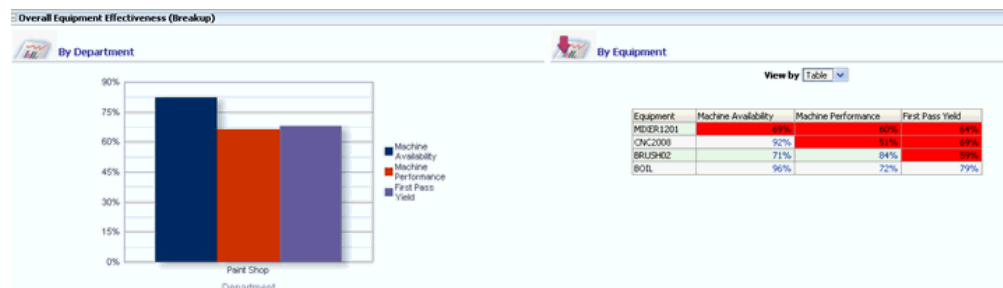 Overall Equipment Effectiveness (Breakup)
By Department
90%
75%
60%
45%
30%
15%
0%
Paint Shop
Department
Machine
Availability
Machine
Performance
First Pass
Yield
By Equipment
View by Table
Equipment Machine Availability Machine Performance First Pass Yield
MIXER1201 69% 60% 64%
CNC2008 92% 51% 69%
BRUSH02 71% 84% 59%
BOIL 96% 72% 79%